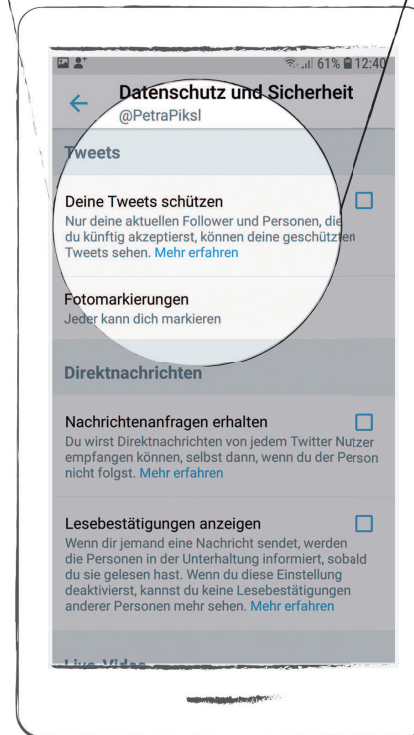 61% 12:40
Datenschutz und Sicherheit
@PetraPiksl
Tweets
Deine Tweets schützen
Nur deine aktuellen Follower und Personen, die
du künftig akzeptierst, können deine geschützten
Tweets sehen. Mehr erfahren
Fotomarkierungen
Jeder kann dich markieren
Direktnachrichten
Nachrichtenanfragen erhalten
Du wirst Direktnachrichten von jedem Twitter Nutzer
empfangen können, selbst dann, wenn du der Person
nicht folgst. Mehr erfahren
Lesebestätigungen anzeigen
Wenn dir jemand eine Nachricht sendet, werden
die Personen in der Unterhaltung informiert, sobald
du sie gelesen hast. Wenn du diese Einstellung
deaktivierst, kannst du keine Lesebestätigungen
anderer Personen mehr sehen. Mehr erfahren
Live-Video